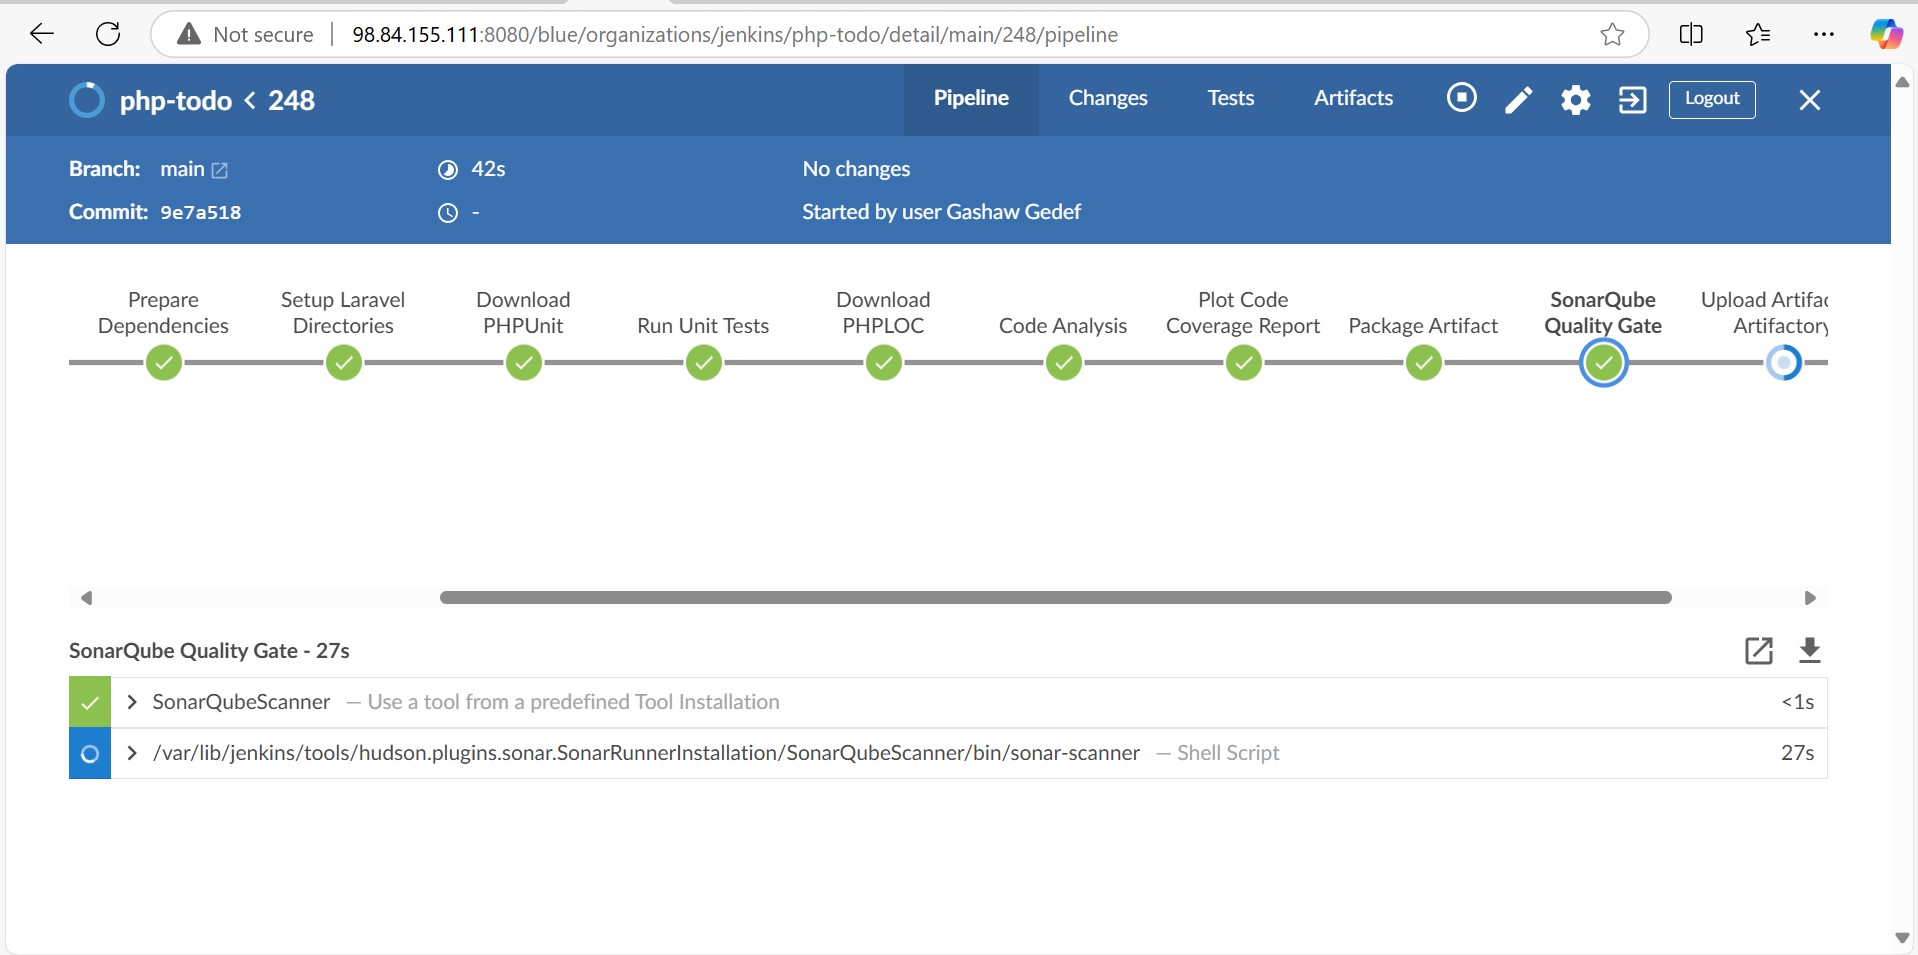 Not secure
98.84.155.111:8080/blue/organizations/jenkins/php-todo/detail/main/248/pipeline
php-todo < 248
Pipeline
Changes
Tests
Artifacts
Logout
Branch: main
42s
No changes
Commit: 9e7a518
-
Started by user Gashaw Gedef
Prepare
Dependencies
Setup Laravel
Directories
Download
PHPUnit
Run Unit Tests
Download
PHPLOC
Code Analysis
Plot Code
Coverage Report
Package Artifact
SonarQube
Quality Gate
Upload Artifac
Artifactory
SonarQube Quality Gate - 27s
SonarQubeScanner — Use a tool from a predefined Tool Installation
<1s
/var/lib/jenkins/tools/hudson.plugins.sonar.SonarRunnerInstallation/SonarQubeScanner/bin/sonar-scanner — Shell Script
27s